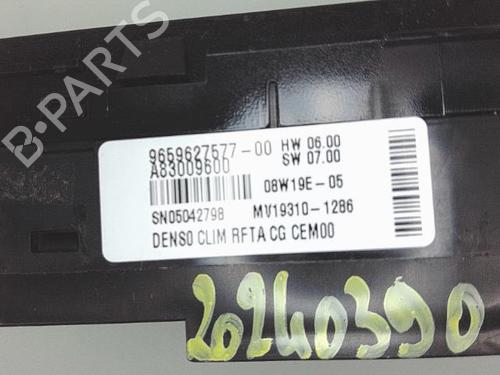 9659627577-00 HW 06.00
A83009600 SW 07.00
08W19E-05
SN05042798 MV19310-1286
DENSO CLIM RFTA CG CEM00
20240390
B-PARTS